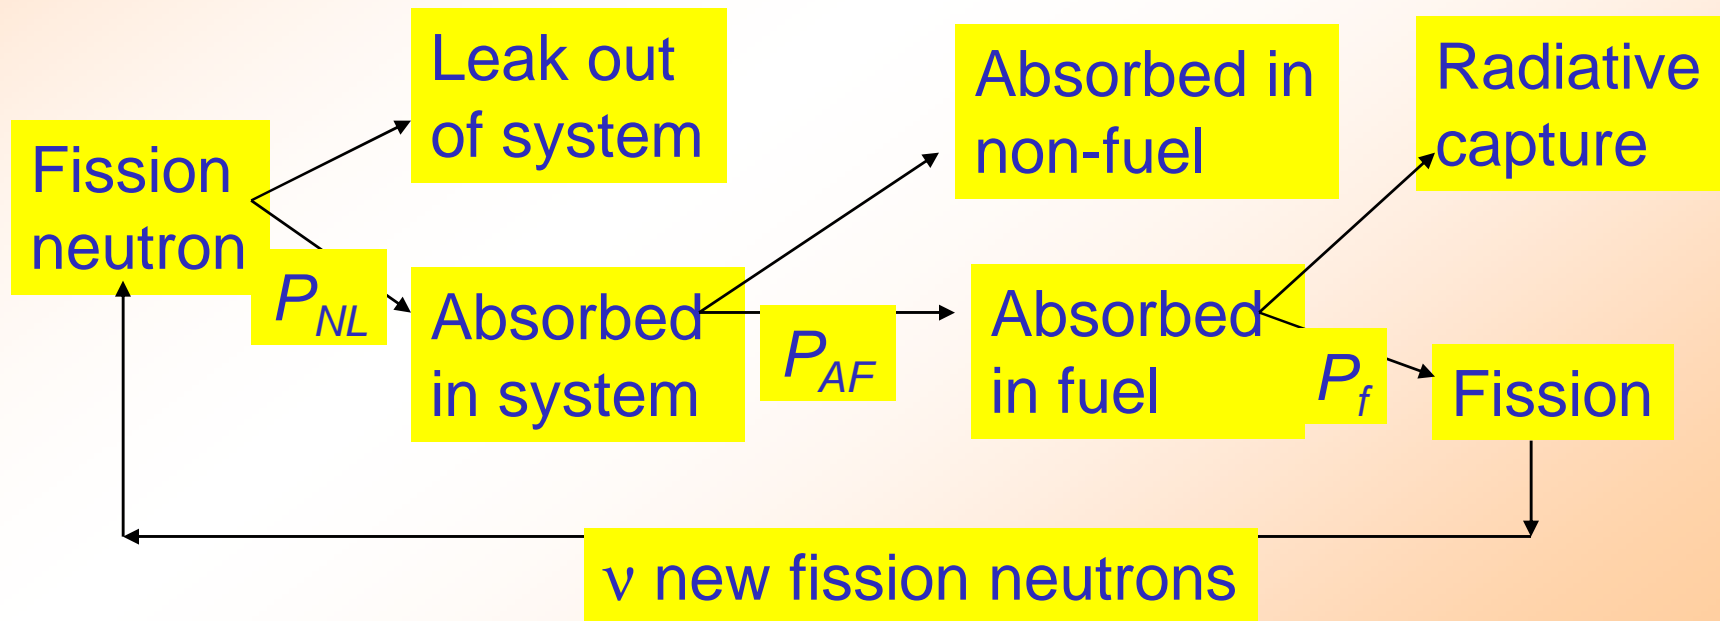 Leak out
of system
Absorbed in
non-fuel
Radiative
capture
Fission
neutron
P_NL
Absorbed
in system
P_AF
Absorbed
in fuel
P_f
Fission
ν new fission neutrons